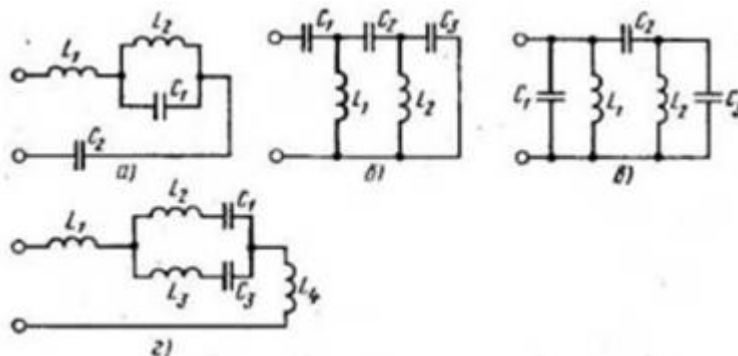 L₁
L₂
C₁
C₂
а)
C₁
C₂
C₃
L₁
L₂
б)
C₁
L₁
C₂
L₂
C₃
в)
L₁
L₂
C₁
L₃
C₃
L₄
г)